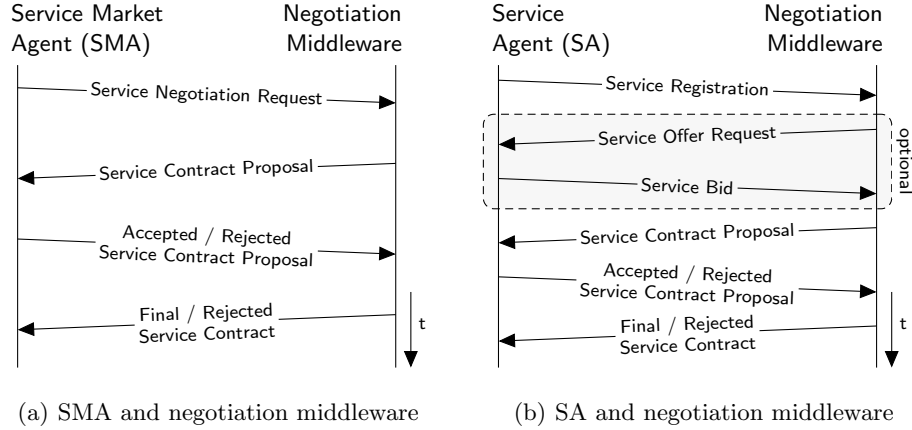 Service Market
Agent (SMA)
Negotiation
Middleware
Service Negotiation Request
Service Contract Proposal
Accepted / Rejected
Service Contract Proposal
Final / Rejected
Service Contract
t
(a) SMA and negotiation middleware
Service
Agent (SA)
Negotiation
Middleware
Service Registration
Service Offer Request
Service Bid
optional
Service Contract Proposal
Accepted / Rejected
Service Contract Proposal
Final / Rejected
Service Contract
t
(b) SA and negotiation middleware